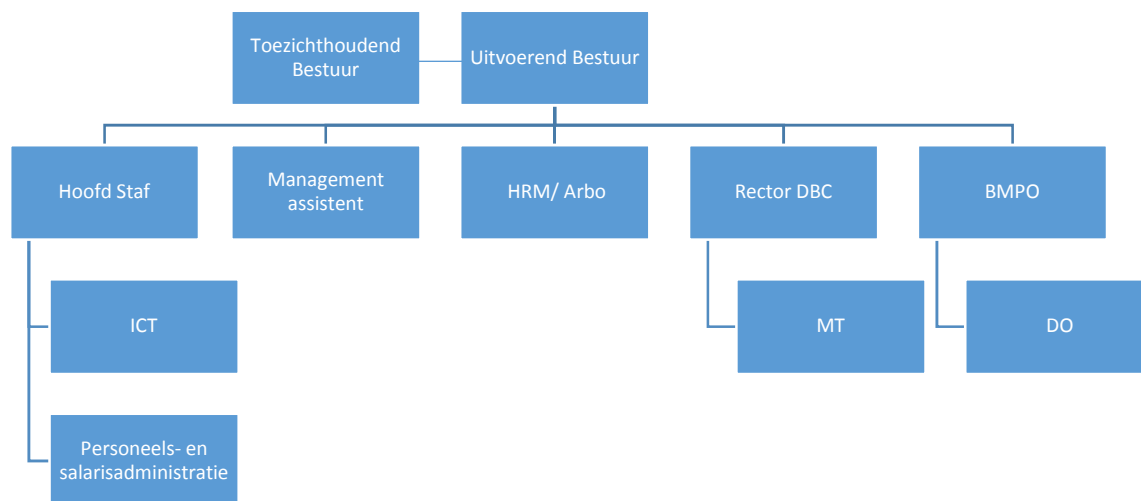 Toezichthoudend
Bestuur
Uitvoerend Bestuur
Hoofd Staf
Management
assistent
HRM/ Arbo
Rector DBC
BMPO
ICT
MT
DO
Personeels- en
salarisadministratie